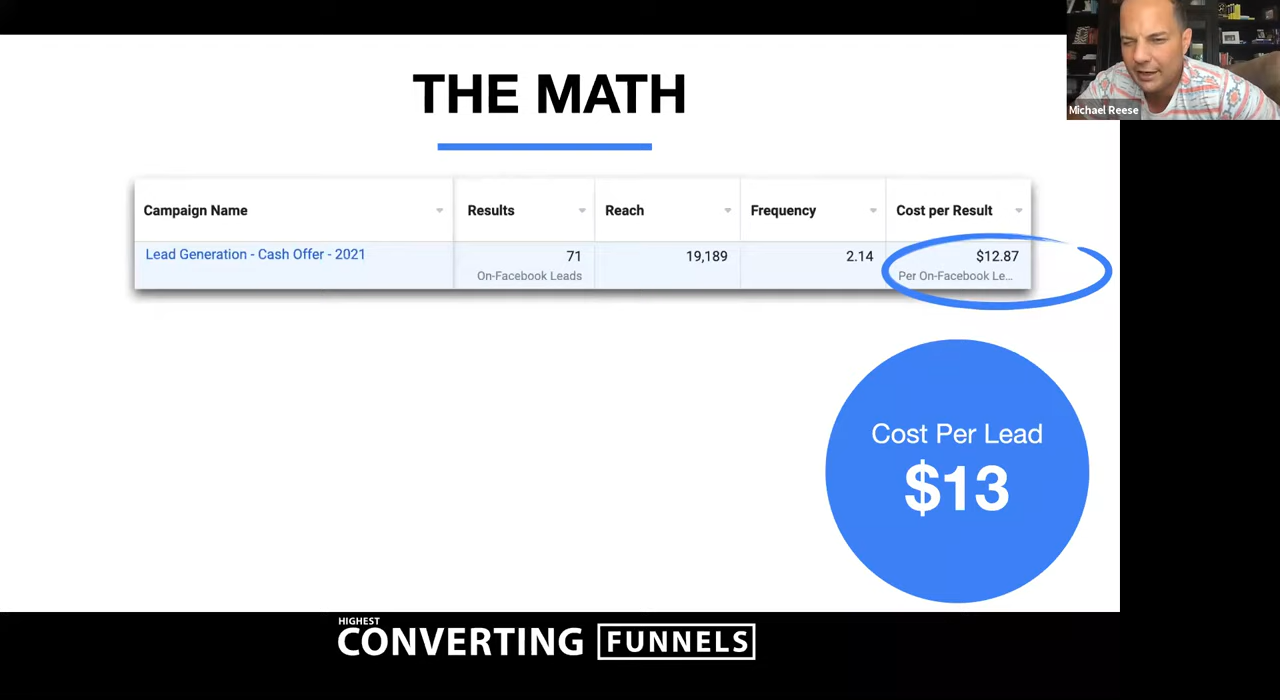 THE MATH
Michael Reese
Campaign Name Results Reach Frequency Cost per Result
Lead Generation - Cash Offer - 2021 71 19,189 2.14 $12.87
On-Facebook Leads Per On-Facebook Le...
Cost Per Lead
$13
HIGHEST
CONVERTING FUNNELS